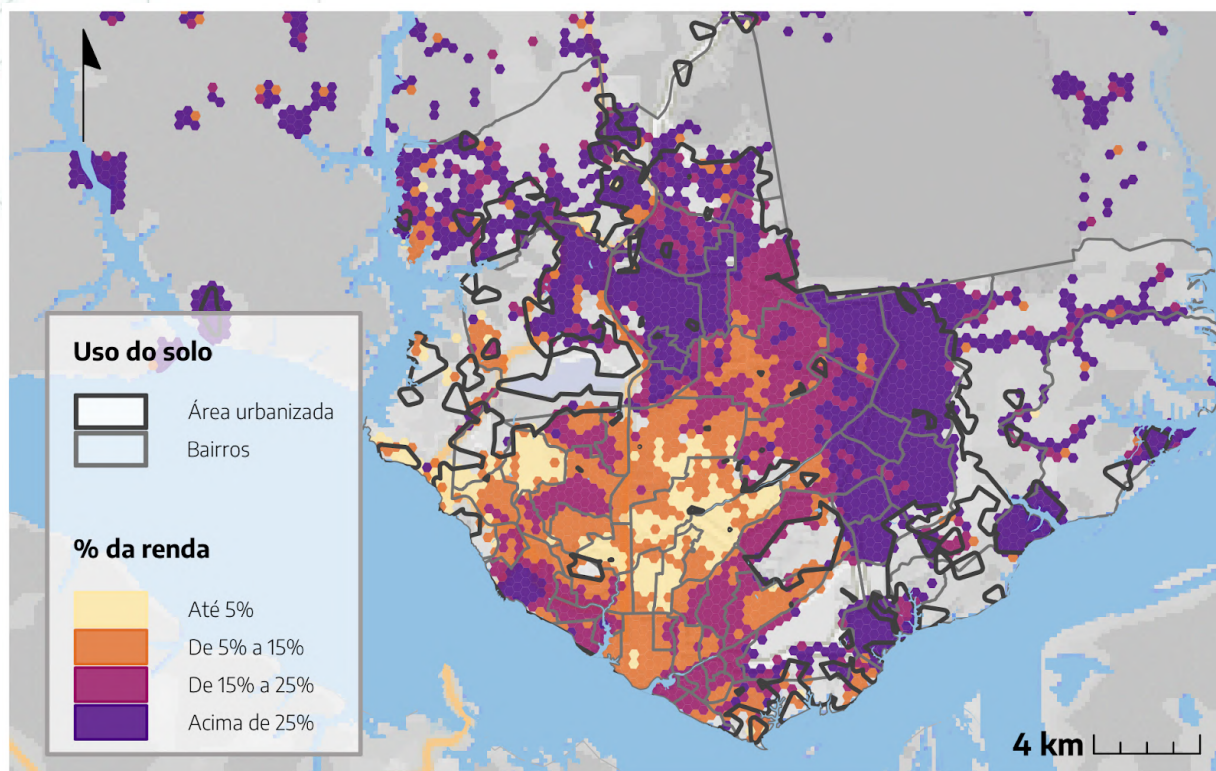 Uso do solo
Área urbanizada
Bairros
% da renda
Até 5%
De 5% a 15%
De 15% a 25%
Acima de 25%
4 km